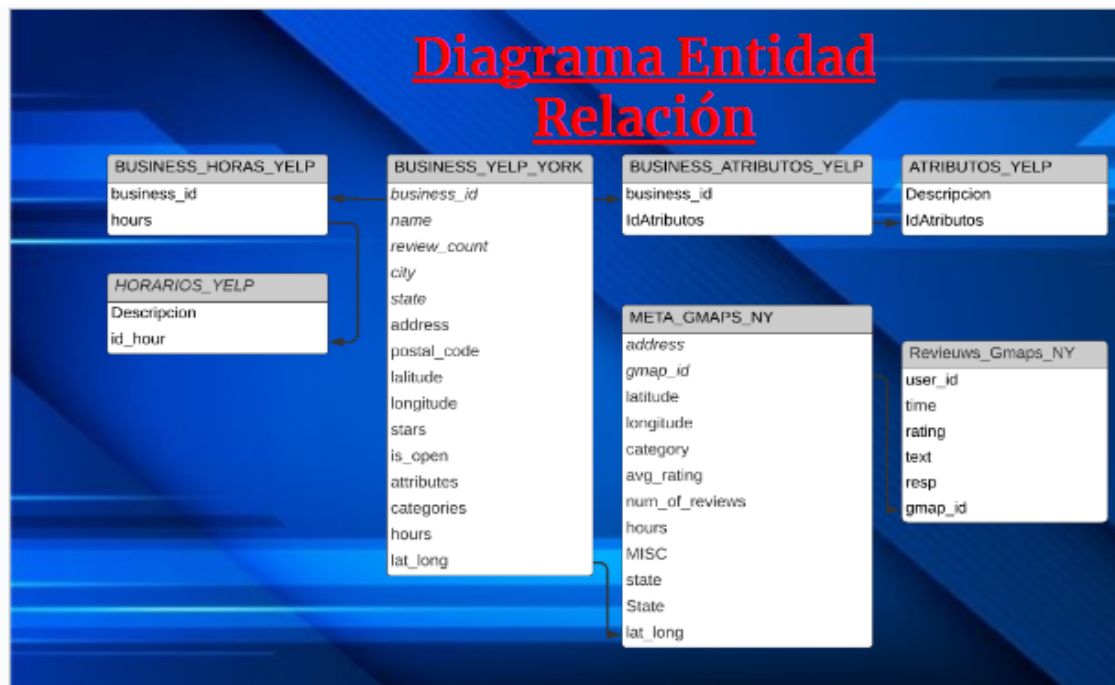 Diagrama Entidad
Relación
BUSINESS_HORAS_YELP
business_id
hours
HORARIOS_YELP
Descripcion
id_hour
BUSINESS_YELP_YORK
business_id
name
review_count
city
state
address
postal_code
lalitude
longitude
stars
is_open
attributes
categories
hours
lat_long
BUSINESS_ATRIBUTOS_YELP
business_id
IdAtributos
ATRIBUTOS_YELP
Descripcion
IdAtributos
META_GMAPS_NY
address
gmap_id
latitude
longitude
category
avg_rating
num_of_reviews
hours
MISC
state
State
lat_long
Revieuws_Gmaps_NY
user_id
time
rating
text
resp
gmap_id